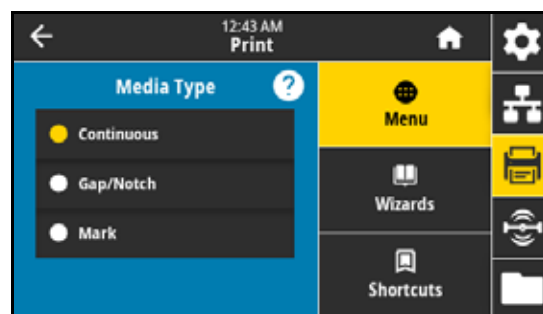 12:43 AM
Print
Media Type
?
Continuous
Gap/Notch
Mark
Menu
Wizards
Shortcuts